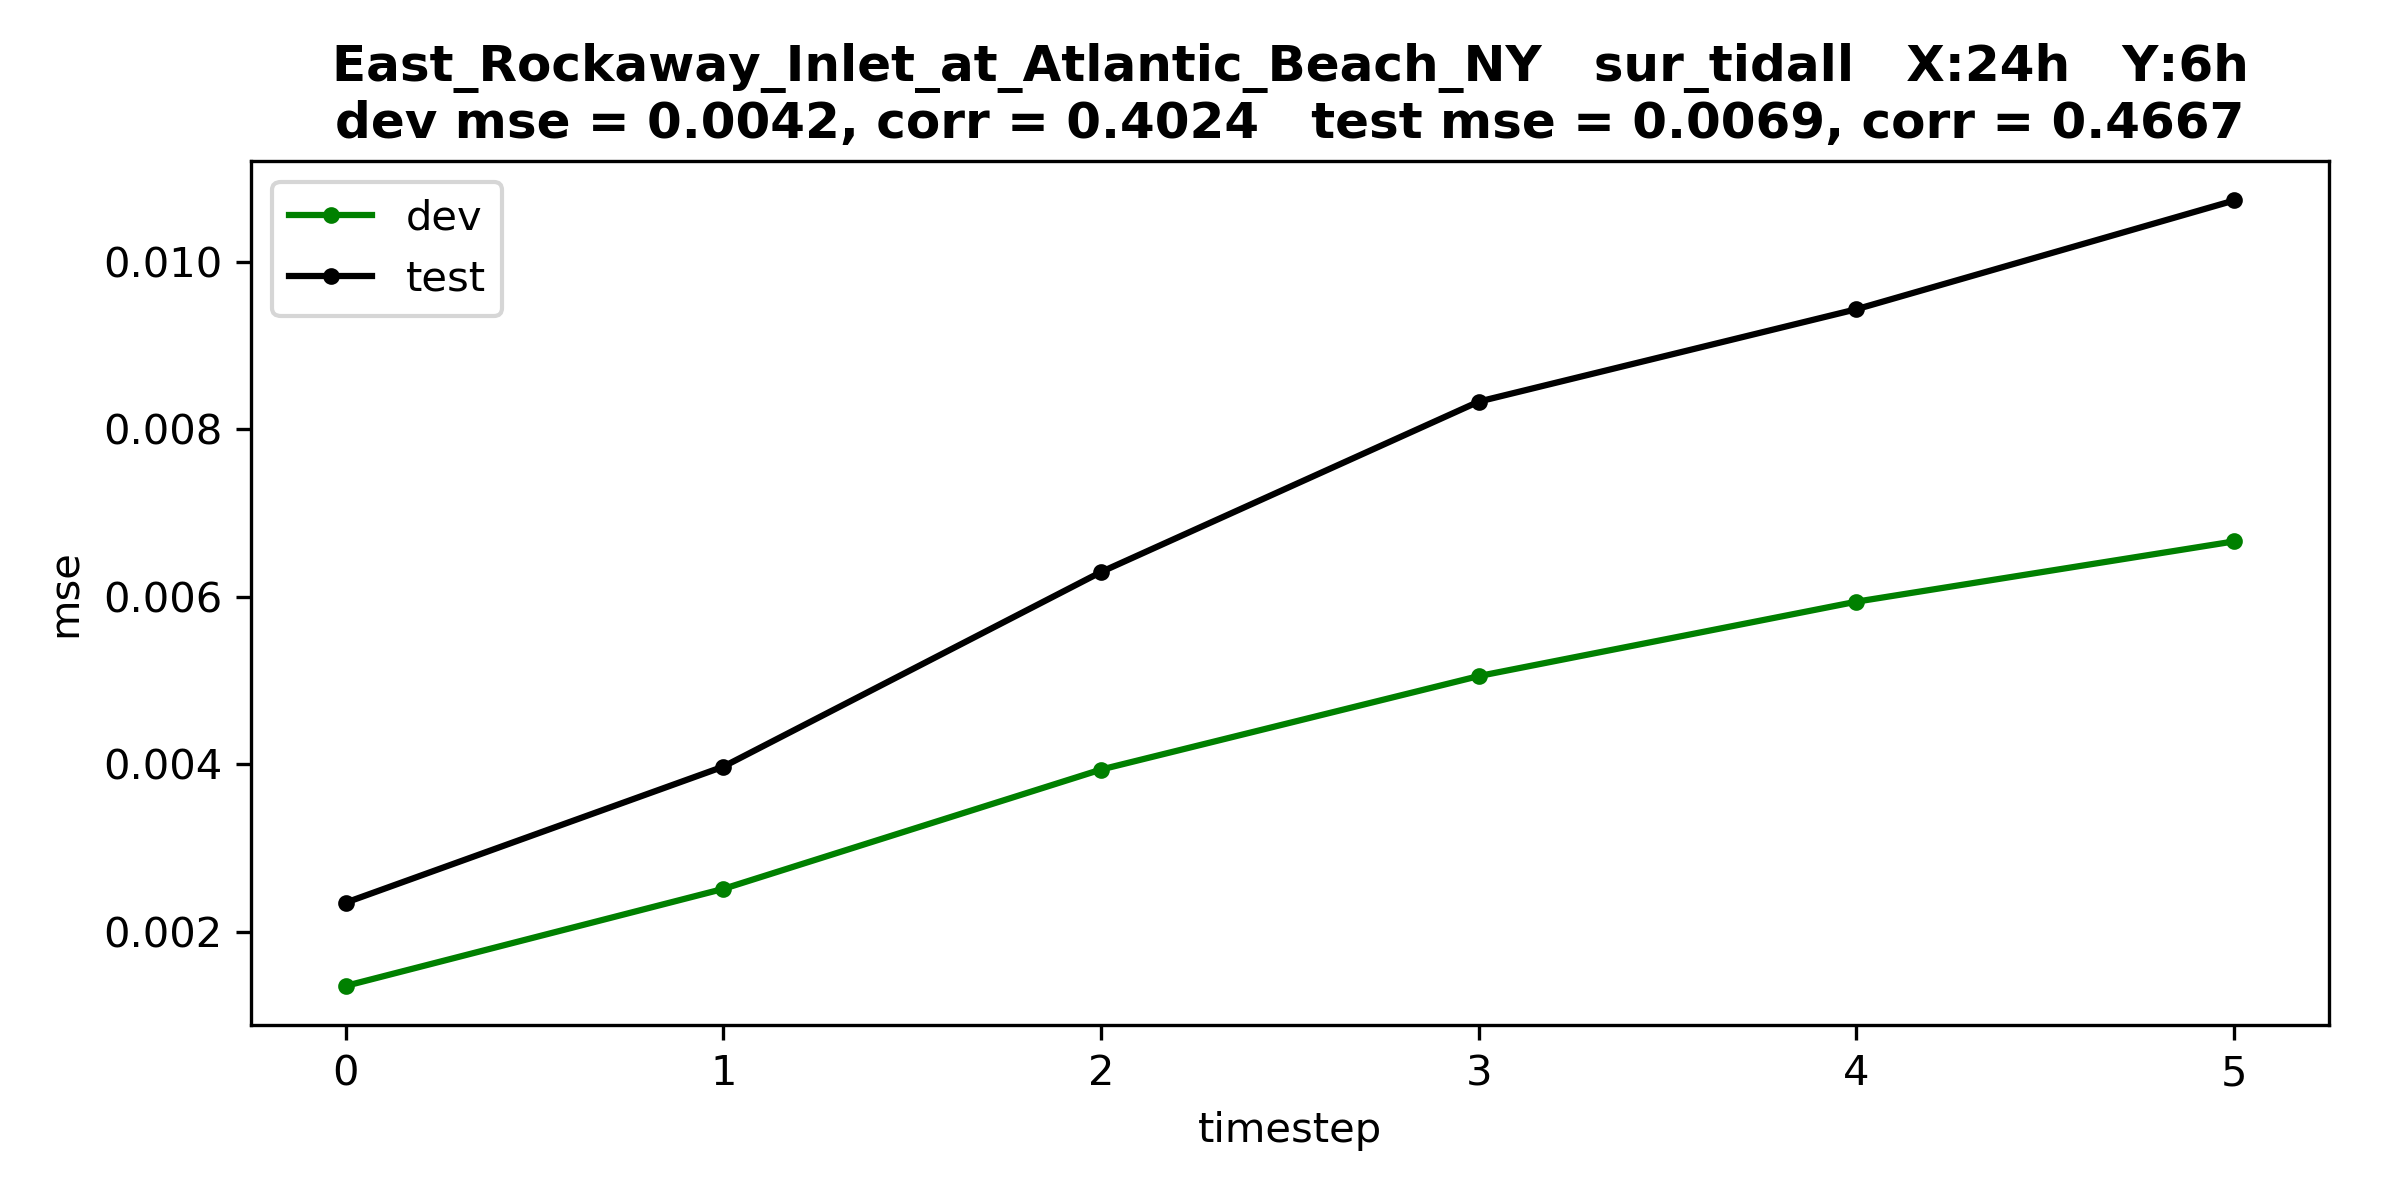 East_Rockaway_Inlet_at_Atlantic_Beach_NY   sur_tidall   X:24h   Y:6h
dev mse = 0.0042, corr = 0.4024   test mse = 0.0069, corr = 0.4667
dev
test
0.010
0.008
0.006
0.004
0.002
mse
0 1 2 3 4 5
timestep